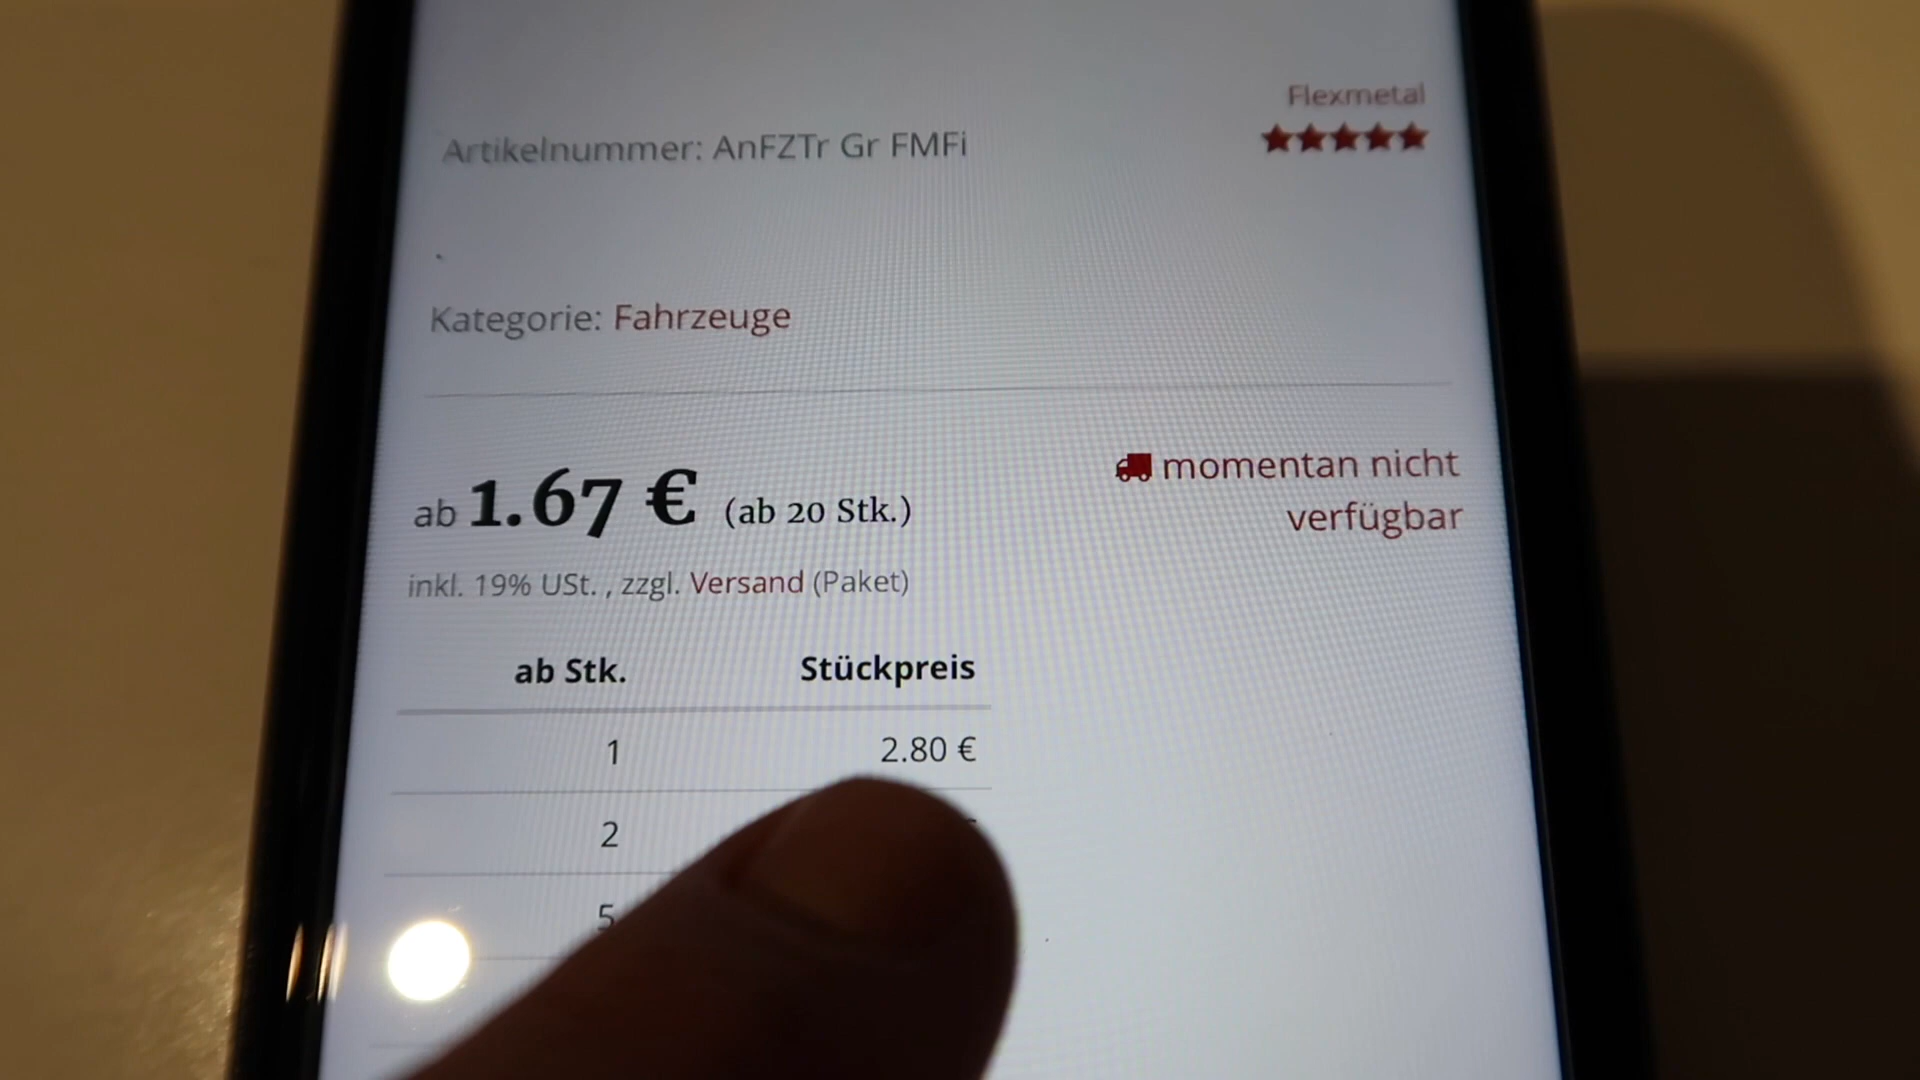 Flexmetal
Artikelnummer: AnFZTr Gr FMFi
Kategorie: Fahrzeuge
ab 1.67 € (ab 20 Stk.)
momentan nicht
verfügbar
inkl. 19% USt. , zzgl. Versand (Paket)
ab Stk. Stückpreis
1 2.80 €
2
5